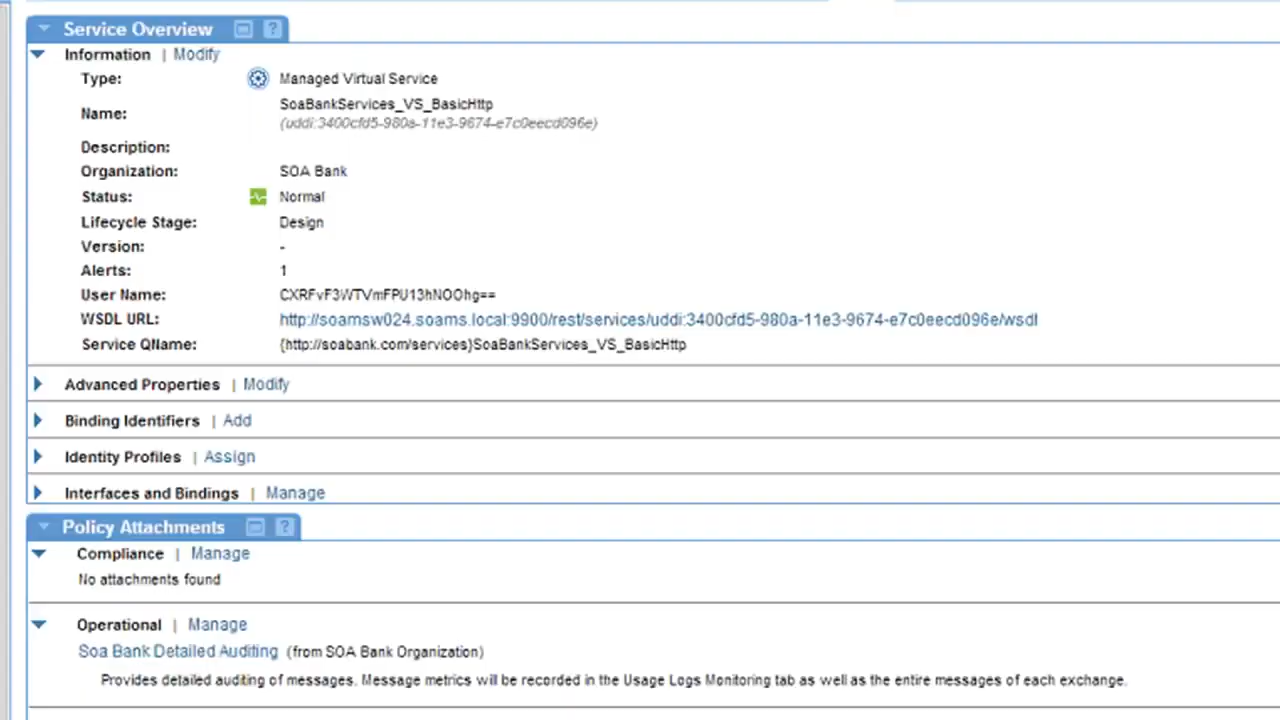 Service Overview ?
Information | Modify
Type: Managed Virtual Service
Name: SoaBankServices_VS_BasicHttp
(uddi:3400cfd5-980a-11e3-9674-e7c0eecd096e)
Description:
Organization: SOA Bank
Status: Normal
Lifecycle Stage: Design
Version: -
Alerts: 1
User Name: CXRFvF3WTVmFPU13hNOOhg==
WSDL URL: http://soamsw024.soams.local:9900/rest/services/uddi:3400cfd5-980a-11e3-9674-e7c0eecd096e/wsdl
Service QName: {http://soabank.com/services}SoaBankServices_VS_BasicHttp
Advanced Properties | Modify
Binding Identifiers | Add
Identity Profiles | Assign
Interfaces and Bindings | Manage
Policy Attachments ?
Compliance | Manage
No attachments found
Operational | Manage
Soa Bank Detailed Auditing (from SOA Bank Organization)
Provides detailed auditing of messages. Message metrics will be recorded in the Usage Logs Monitoring tab as well as the entire messages of each exchange.